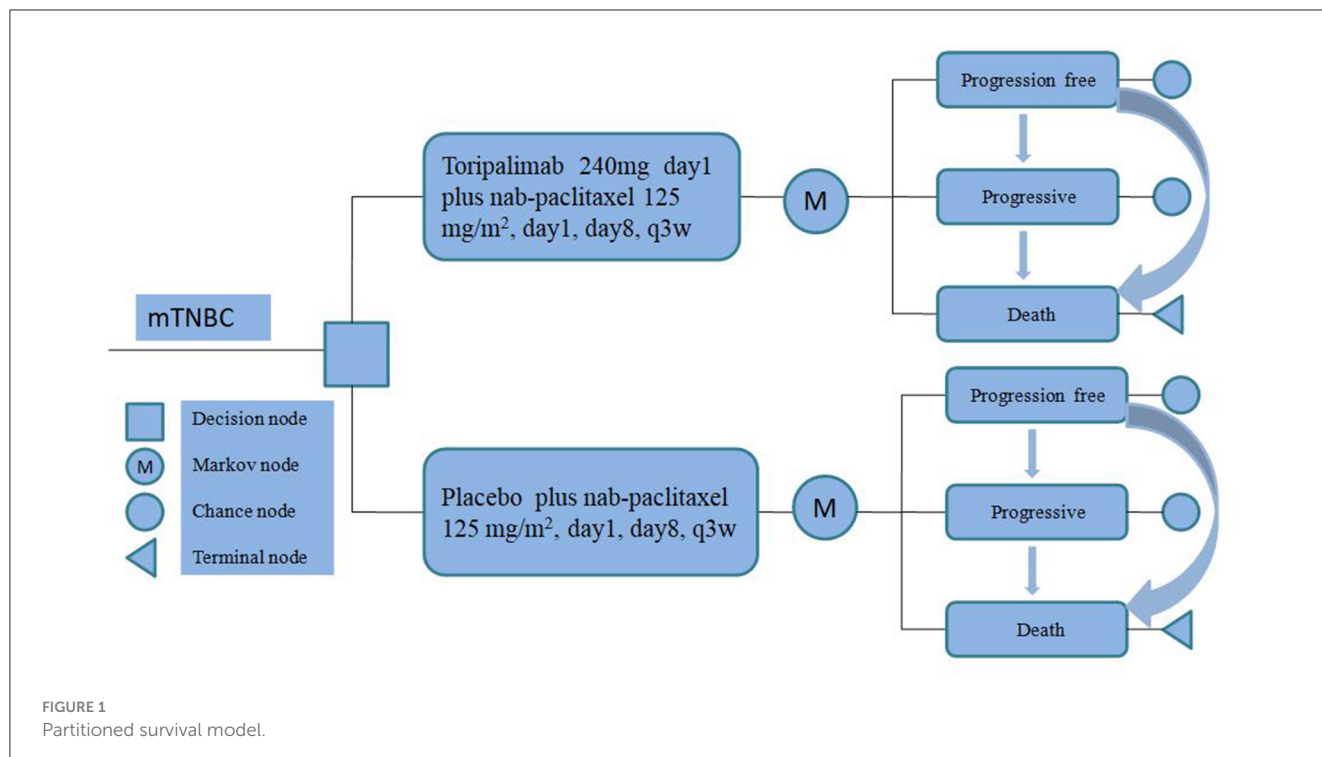 Progression free
Toripalimab 240mg day1
plus nab-paclitaxel 125
mg/m², day1, day8, q3w
M
Progressive
Death
mTNBC
Decision node
M
Markov node
Chance node
Terminal node
Placebo plus nab-paclitaxel
125 mg/m², day1, day8, q3w
M
Progression free
Progressive
Death
FIGURE 1
Partitioned survival model.